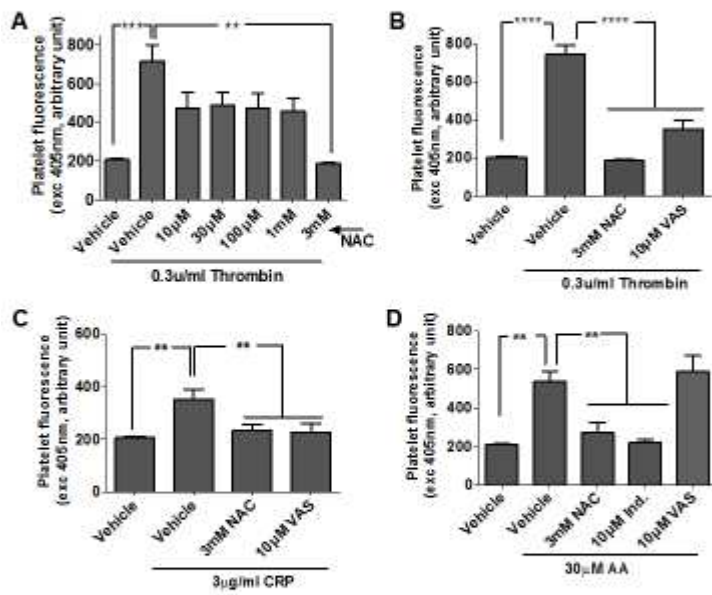 A
Platelet fluorescence
(exc 405nm, arbitrary unit)
800
600
400
200
0
***
**
Vehicle
Vehicle
10µM
30µM
100µM
1mM
3mM
NAC
0.3u/ml Thrombin
B
Platelet fluorescence
(exc 405nm, arbitrary unit)
800
600
400
200
0
****
****
Vehicle
Vehicle
3mM NAC
10µM VAS
0.3u/ml Thrombin
C
Platelet fluorescence
(exc 405nm, arbitrary unit)
600
400
200
0
**
**
Vehicle
Vehicle
3mM NAC
10µM VAS
3µg/ml CRP
D
Platelet fluorescence
(exc 405nm, arbitrary unit)
800
600
400
200
0
**
**
Vehicle
Vehicle
3mM NAC
10µM Ind.
10µM VAS
30µM AA